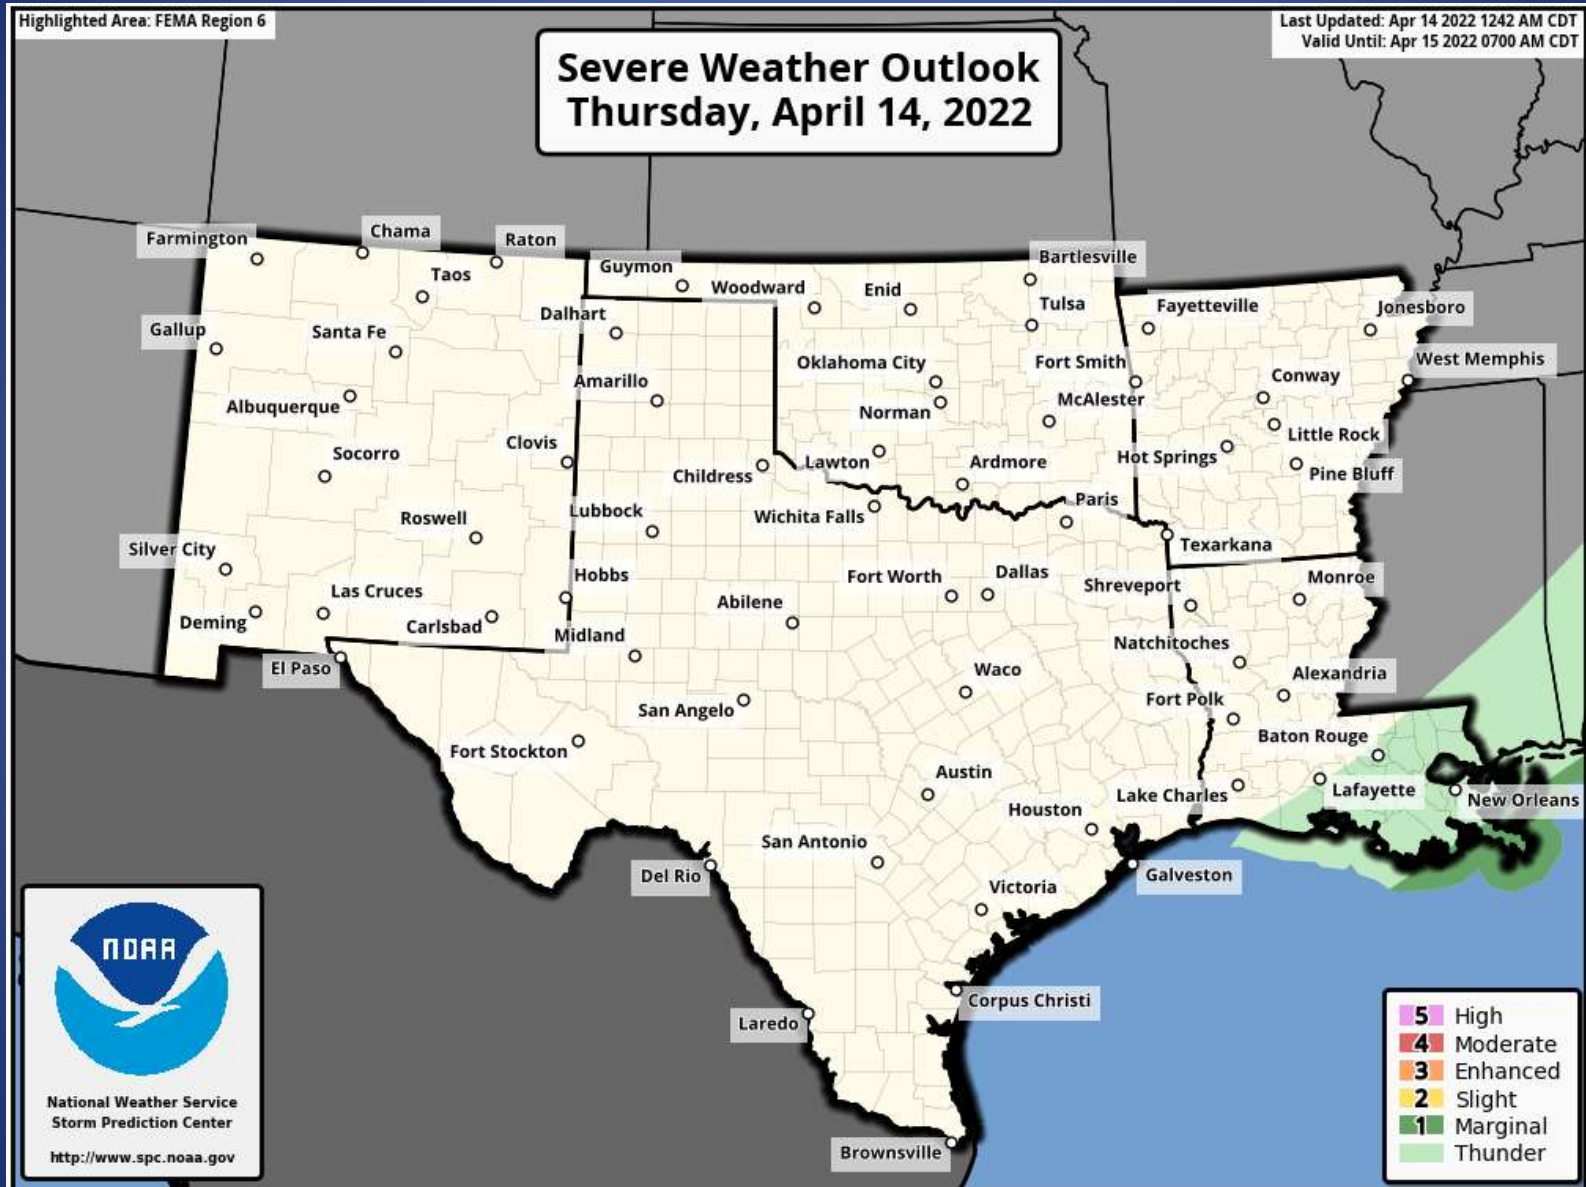 Highlighted Area: FEMA Region 6
Last Updated: Apr 14 2022 1242 AM CDT
Valid Until: Apr 15 2022 0700 AM CDT
Severe Weather Outlook
Thursday, April 14, 2022
Farmington
Chama
Raton
Taos
Guymon
Woodward
Enid
Bartlesville
Tulsa
Fayetteville
Jonesboro
Gallup
Santa Fe
Dalhart
Oklahoma City
Fort Smith
Conway
West Memphis
Albuquerque
Amarillo
Norman
McAlester
Little Rock
Socorro
Clovis
Childress
Lawton
Ardmore
Hot Springs
Pine Bluff
Roswell
Lubbock
Wichita Falls
Paris
Texarkana
Silver City
Las Cruces
Hobbs
Abilene
Fort Worth
Dallas
Shreveport
Monroe
Deming
Carlsbad
Midland
Natchitoches
El Paso
San Angelo
Waco
Fort Polk
Alexandria
Fort Stockton
Austin
Baton Rouge
Houston
Lake Charles
Lafayette
New Orleans
San Antonio
Del Rio
Victoria
Galveston
Corpus Christi
Laredo
Brownsville
NOAA
National Weather Service
Storm Prediction Center
http://www.spc.noaa.gov
5 High
4 Moderate
3 Enhanced
2 Slight
1 Marginal
Thunder